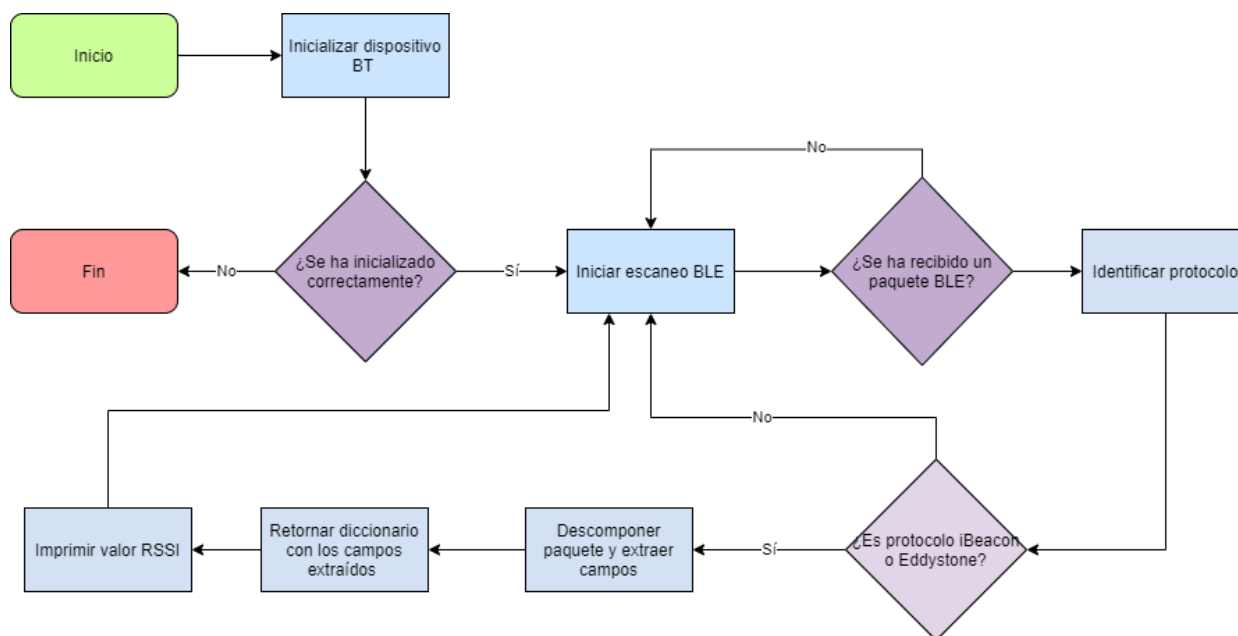 Inicio
Inicializar dispositivo
BT
No
Fin
No
¿Se ha inicializado
correctamente?
Sí
Iniciar escaneo BLE
¿Se ha recibido un
paquete BLE?
Identificar protocolo
No
Imprimir valor RSSI
Retornar diccionario
con los campos
extraídos
Descomponer
paquete y extraer
campos
Sí
¿Es protocolo iBeacon
o Eddystone?